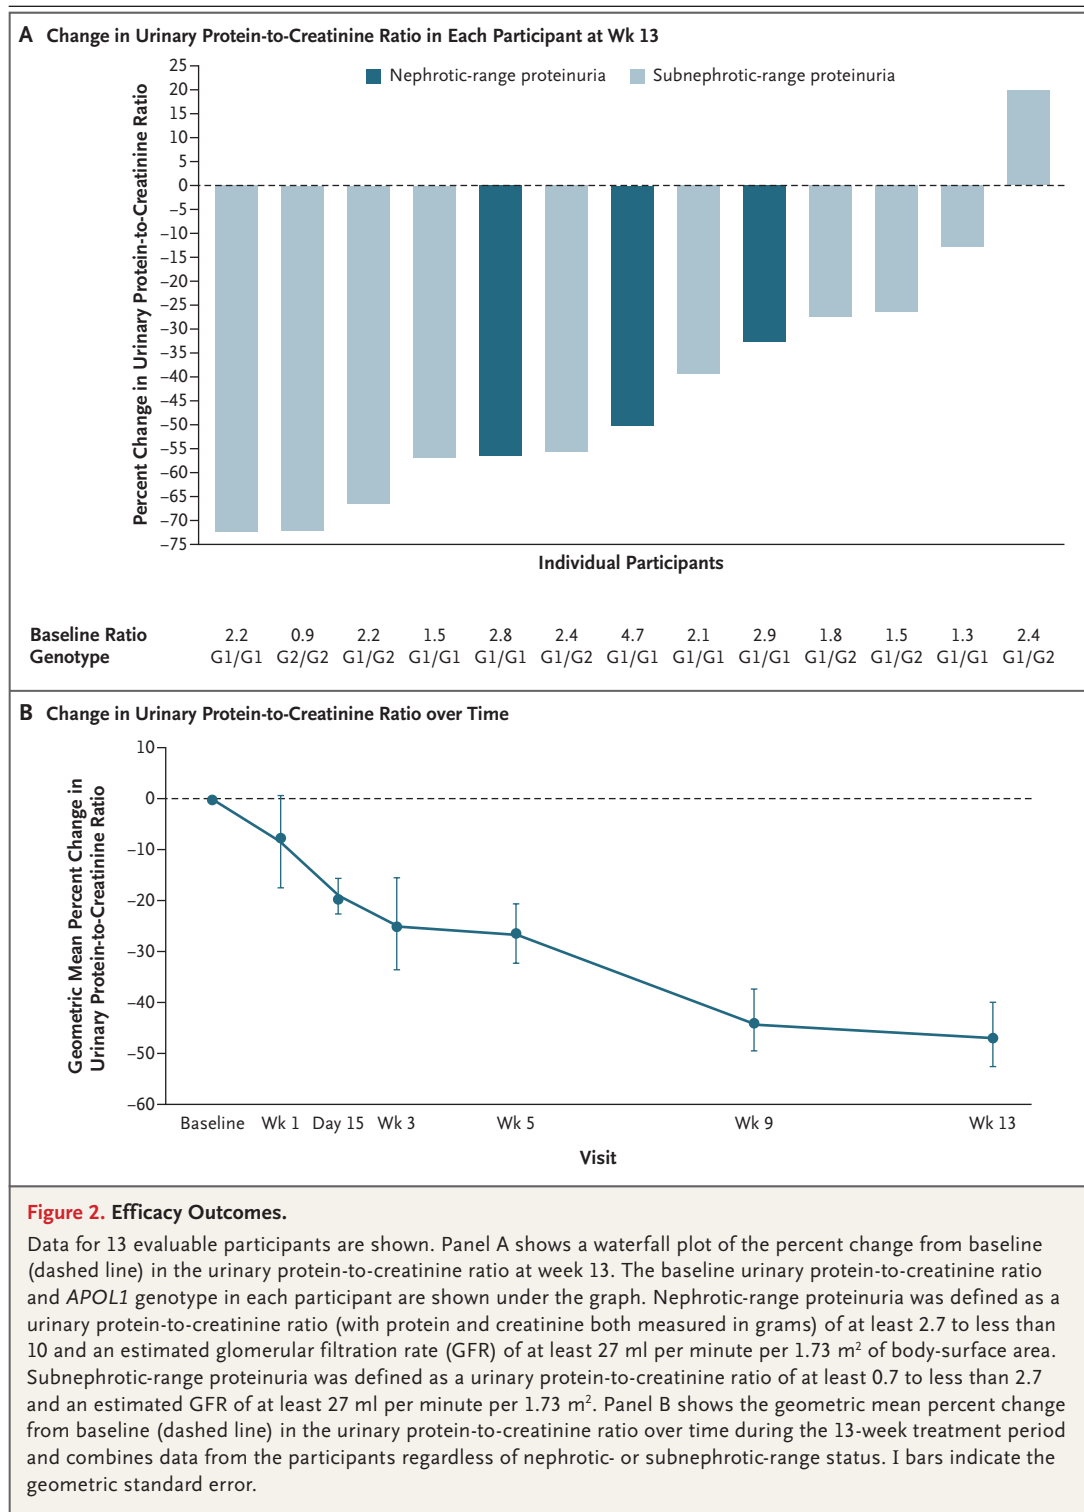 A Change in Urinary Protein-to-Creatinine Ratio in Each Participant at Wk 13
Percent Change in Urinary Protein-to-Creatinine Ratio
25
20
15
10
5
0
–5
–10
–15
–20
–25
–30
–35
–40
–45
–50
–55
–60
–65
–70
–75
Nephrotic-range proteinuria Subnephrotic-range proteinuria
Individual Participants
Baseline Ratio 2.2 0.9 2.2 1.5 2.8 2.4 4.7 2.1 2.9 1.8 1.5 1.3 2.4
Genotype G1/G1 G2/G2 G1/G2 G1/G1 G1/G1 G1/G2 G1/G1 G1/G1 G1/G1 G1/G2 G1/G2 G1/G1 G1/G2
B Change in Urinary Protein-to-Creatinine Ratio over Time
Geometric Mean Percent Change in
Urinary Protein-to-Creatinine Ratio
10
0
–10
–20
–30
–40
–50
–60
Baseline Wk 1 Day 15 Wk 3 Wk 5 Wk 9 Wk 13
Visit
Figure 2. Efficacy Outcomes.
Data for 13 evaluable participants are shown. Panel A shows a waterfall plot of the percent change from baseline
(dashed line) in the urinary protein-to-creatinine ratio at week 13. The baseline urinary protein-to-creatinine ratio
and APOL1 genotype in each participant are shown under the graph. Nephrotic-range proteinuria was defined as a
urinary protein-to-creatinine ratio (with protein and creatinine both measured in grams) of at least 2.7 to less than
10 and an estimated glomerular filtration rate (GFR) of at least 27 ml per minute per 1.73 m² of body-surface area.
Subnephrotic-range proteinuria was defined as a urinary protein-to-creatinine ratio of at least 0.7 to less than 2.7
and an estimated GFR of at least 27 ml per minute per 1.73 m². Panel B shows the geometric mean percent change
from baseline (dashed line) in the urinary protein-to-creatinine ratio over time during the 13-week treatment period
and combines data from the participants regardless of nephrotic- or subnephrotic-range status. I bars indicate the
geometric standard error.